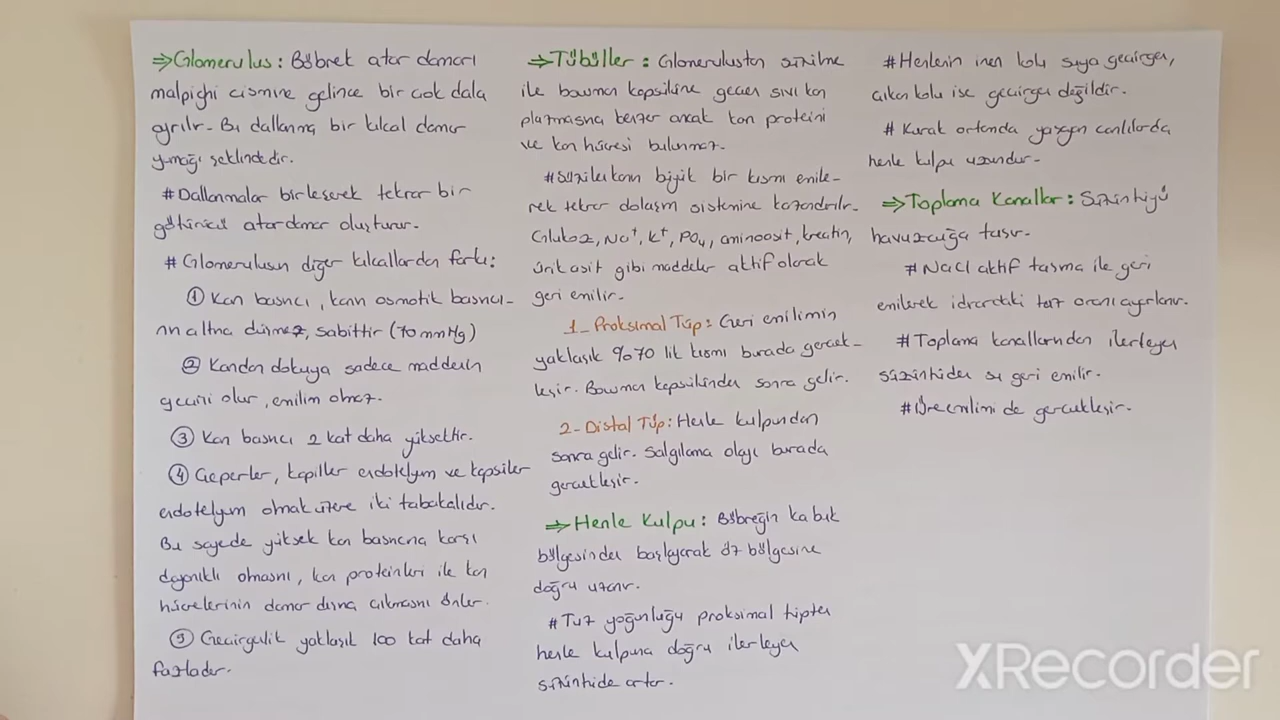 ⇒Glomerulus: Böbrek atar damarı
malpighi cismine gelince bir çok dala
ayrılır. Bu dallanma bir kılcal damar
yumağı şeklindedir.
#Dallanmalar birleşerek tekrar bir
götürücü atardamar oluşturur.
# Glomerulusun diğer kılcallardan farkı:
① Kan basıncı, kanın osmotik basıncı-
nın altına düşmez, sabittir (70 mmHg)
② Kandan dokuya sadece maddenin
geçişi olur, emilim olmaz.
③ Kan basıncı 2 kat daha yüksektir.
④ Çeperler, kapiller endotelyum ve kapsüler
endotelyum olmak üzere iki tabakalıdır.
Bu sayede yüksek kan basıncına karşı
dayanıklı olmasını, kan proteinleri ile kan
hücrelerinin damar dışına çıkmasını önler.
⑤ Geçirgenlik yaklaşık 100 kat daha
fazladır.
⇒Tübüller: Glomerulustan süzülme
ile bowman kapsülüne geçen sıvı kan
plazmasına benzer ancak kan proteini
ve kan hücresi bulunmaz.
#Süzülenlerin büyük bir kısmı emile-
rek tekrar dolaşım sistemine kazandırılır.
Glukoz, Na⁺, K⁺, PO₄, aminoasit, kreatin,
ürik asit gibi maddeler aktif olarak
geri emilir.
1- Proksimal Tüp: Geri emilimin
yaklaşık %70 lik kısmı burada gerçek-
leşir. Bowman kapsülünden sonra gelir.
2- Distal Tüp: Henle kulpundan
sonra gelir. Salgılama olayı burada
gerçekleşir.
⇒Henle Kulpu: Böbreğin kabuk
bölgesinden başlayarak öz bölgesine
doğru uzanır.
#Tuz yoğunluğu proksimal tüpten
henle kulpuna doğru ilerleyen
süzüntüde artar.
#Henlenin inen kolu suya geçirgen,
çıkan kolu ise geçirgen değildir.
# Kurak ortamda yaşayan canlılarda
henle kulpu uzundur.
⇒Toplama Kanalları: Süzüntüyü
havuzcuğa taşır.
#NaCl aktif taşıma ile geri
emilerek idrardaki tuz oranı ayarlanır.
#Toplama kanallarından ilerleyen
süzüntüden su geri emilir.
#Üre emilimi de gerçekleşir.
XRecorder